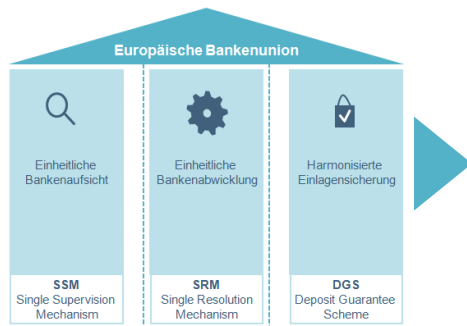 Europäische Bankenunion
Einheitliche
Bankenaufsicht
Einheitliche
Bankenabwicklung
Harmonisierte
Einlagensicherung
SSM
Single Supervision
Mechanism
SRM
Single Resolution
Mechanism
DGS
Deposit Guarantee
Scheme